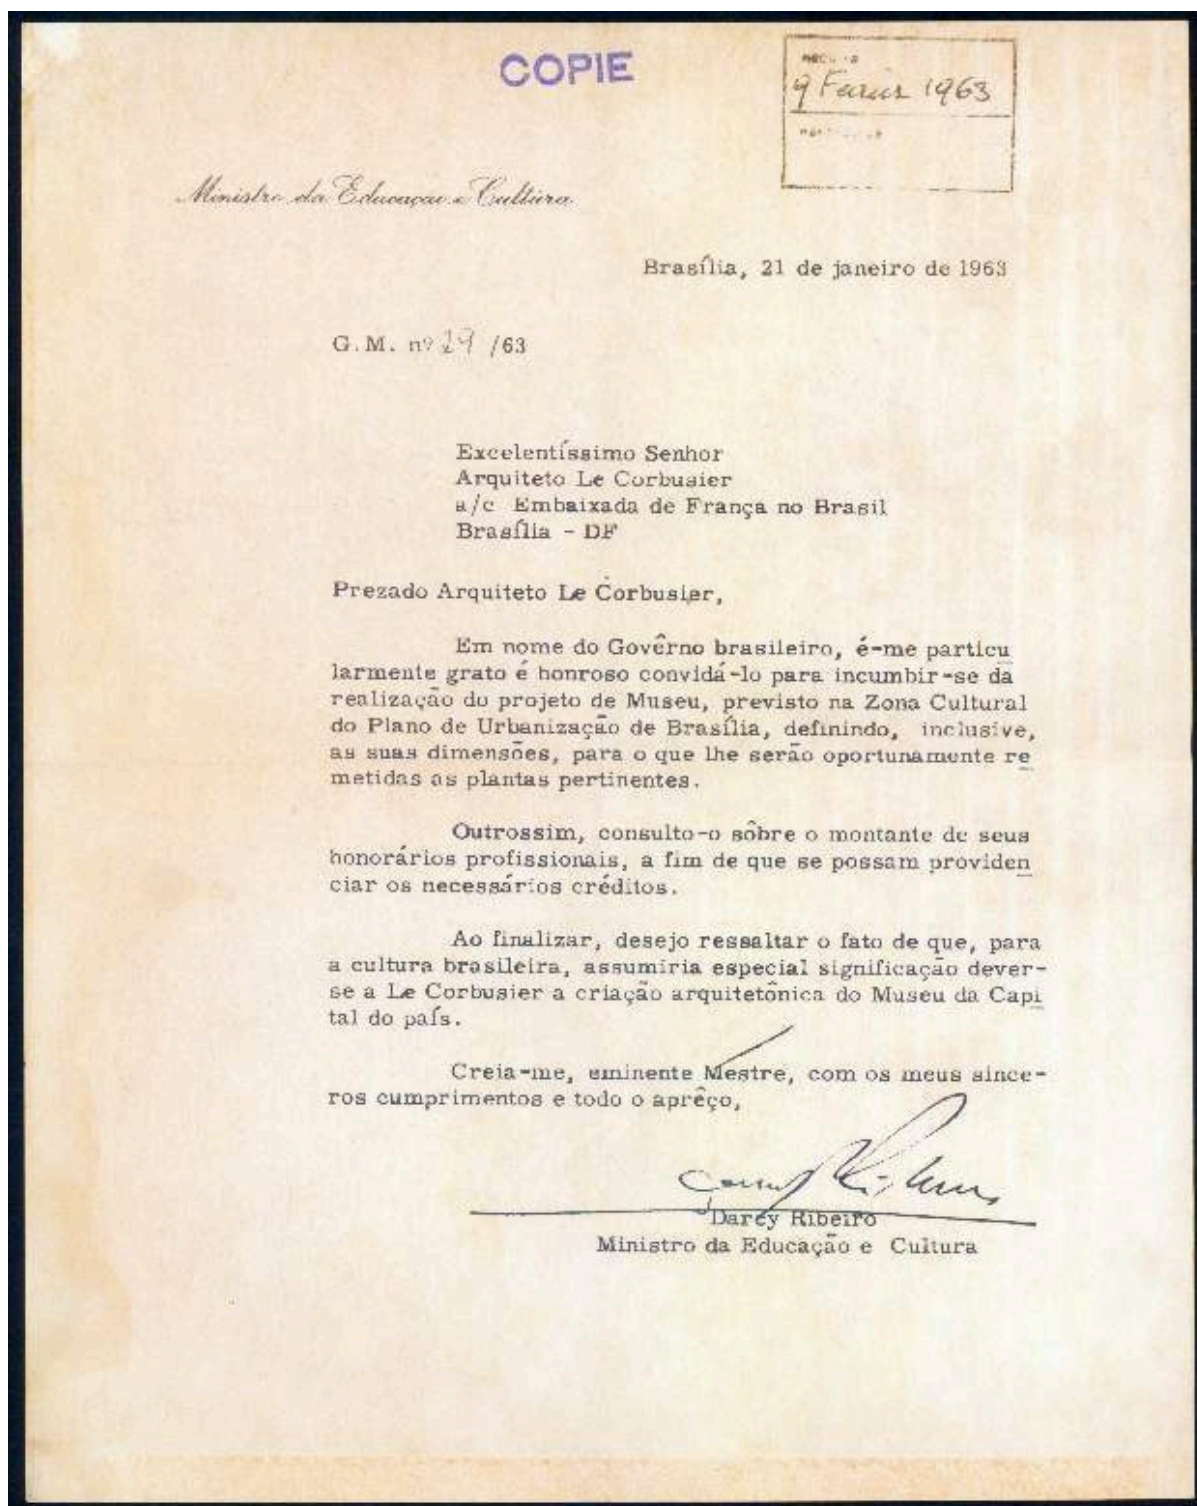 COPIE
9 Février 1963
Ministro da Educação e Cultura
Brasília, 21 de janeiro de 1963
G.M. nº 29 /63
Excelentíssimo Senhor
Arquiteto Le Corbusier
a/c Embaixada de França no Brasil
Brasília - DF
Prezado Arquiteto Le Corbusier,
Em nome do Govêrno brasileiro, é-me particu
larmente grato é honroso convidá-lo para incumbir-se da
realização do projeto de Museu, previsto na Zona Cultural
do Plano de Urbanização de Brasília, definindo, inclusive,
as suas dimensões, para o que lhe serão oportunamente re
metidas as plantas pertinentes.
Outrossim, consulto-o sôbre o montante de seus
honorários profissionais, a fim de que se possam providen
ciar os necessários créditos.
Ao finalizar, desejo ressaltar o fato de que, para
a cultura brasileira, assumiria especial significação dever-
se a Le Corbusier a criação arquitetônica do Museu da Capi
tal do país.
Creia-me, eminente Mestre, com os meus since-
ros cumprimentos e todo o aprêço,
Darcy Ribeiro
Ministro da Educação e Cultura